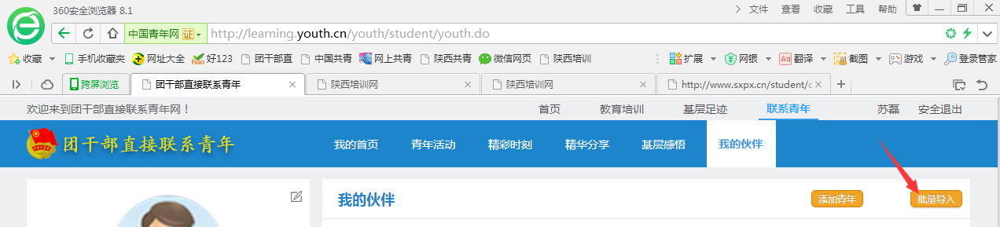 360安全浏览器 8.1 文件 查看 收藏 工具 帮助
中国青年网 证 http://learning.youth.cn/youth/student/youth.do
收藏 手机收藏夹 网址大全 好123 团干部直 中国共青 网上共青 陕西共青 微信网页 陕西培训 扩展 网银 翻译 截图 游戏 登录管家
跨屏浏览 团干部直接联系青年 陕西培训网 陕西培训网 http://www.sxpx.cn/student/c
欢迎来到团干部直接联系青年网！ 首页 教育培训 基层足迹 联系青年 苏磊 安全退出
团干部直接联系青年 我的首页 青年活动 精彩时刻 精华分享 基层感悟 我的伙伴
我的伙伴 添加青年 批量导入